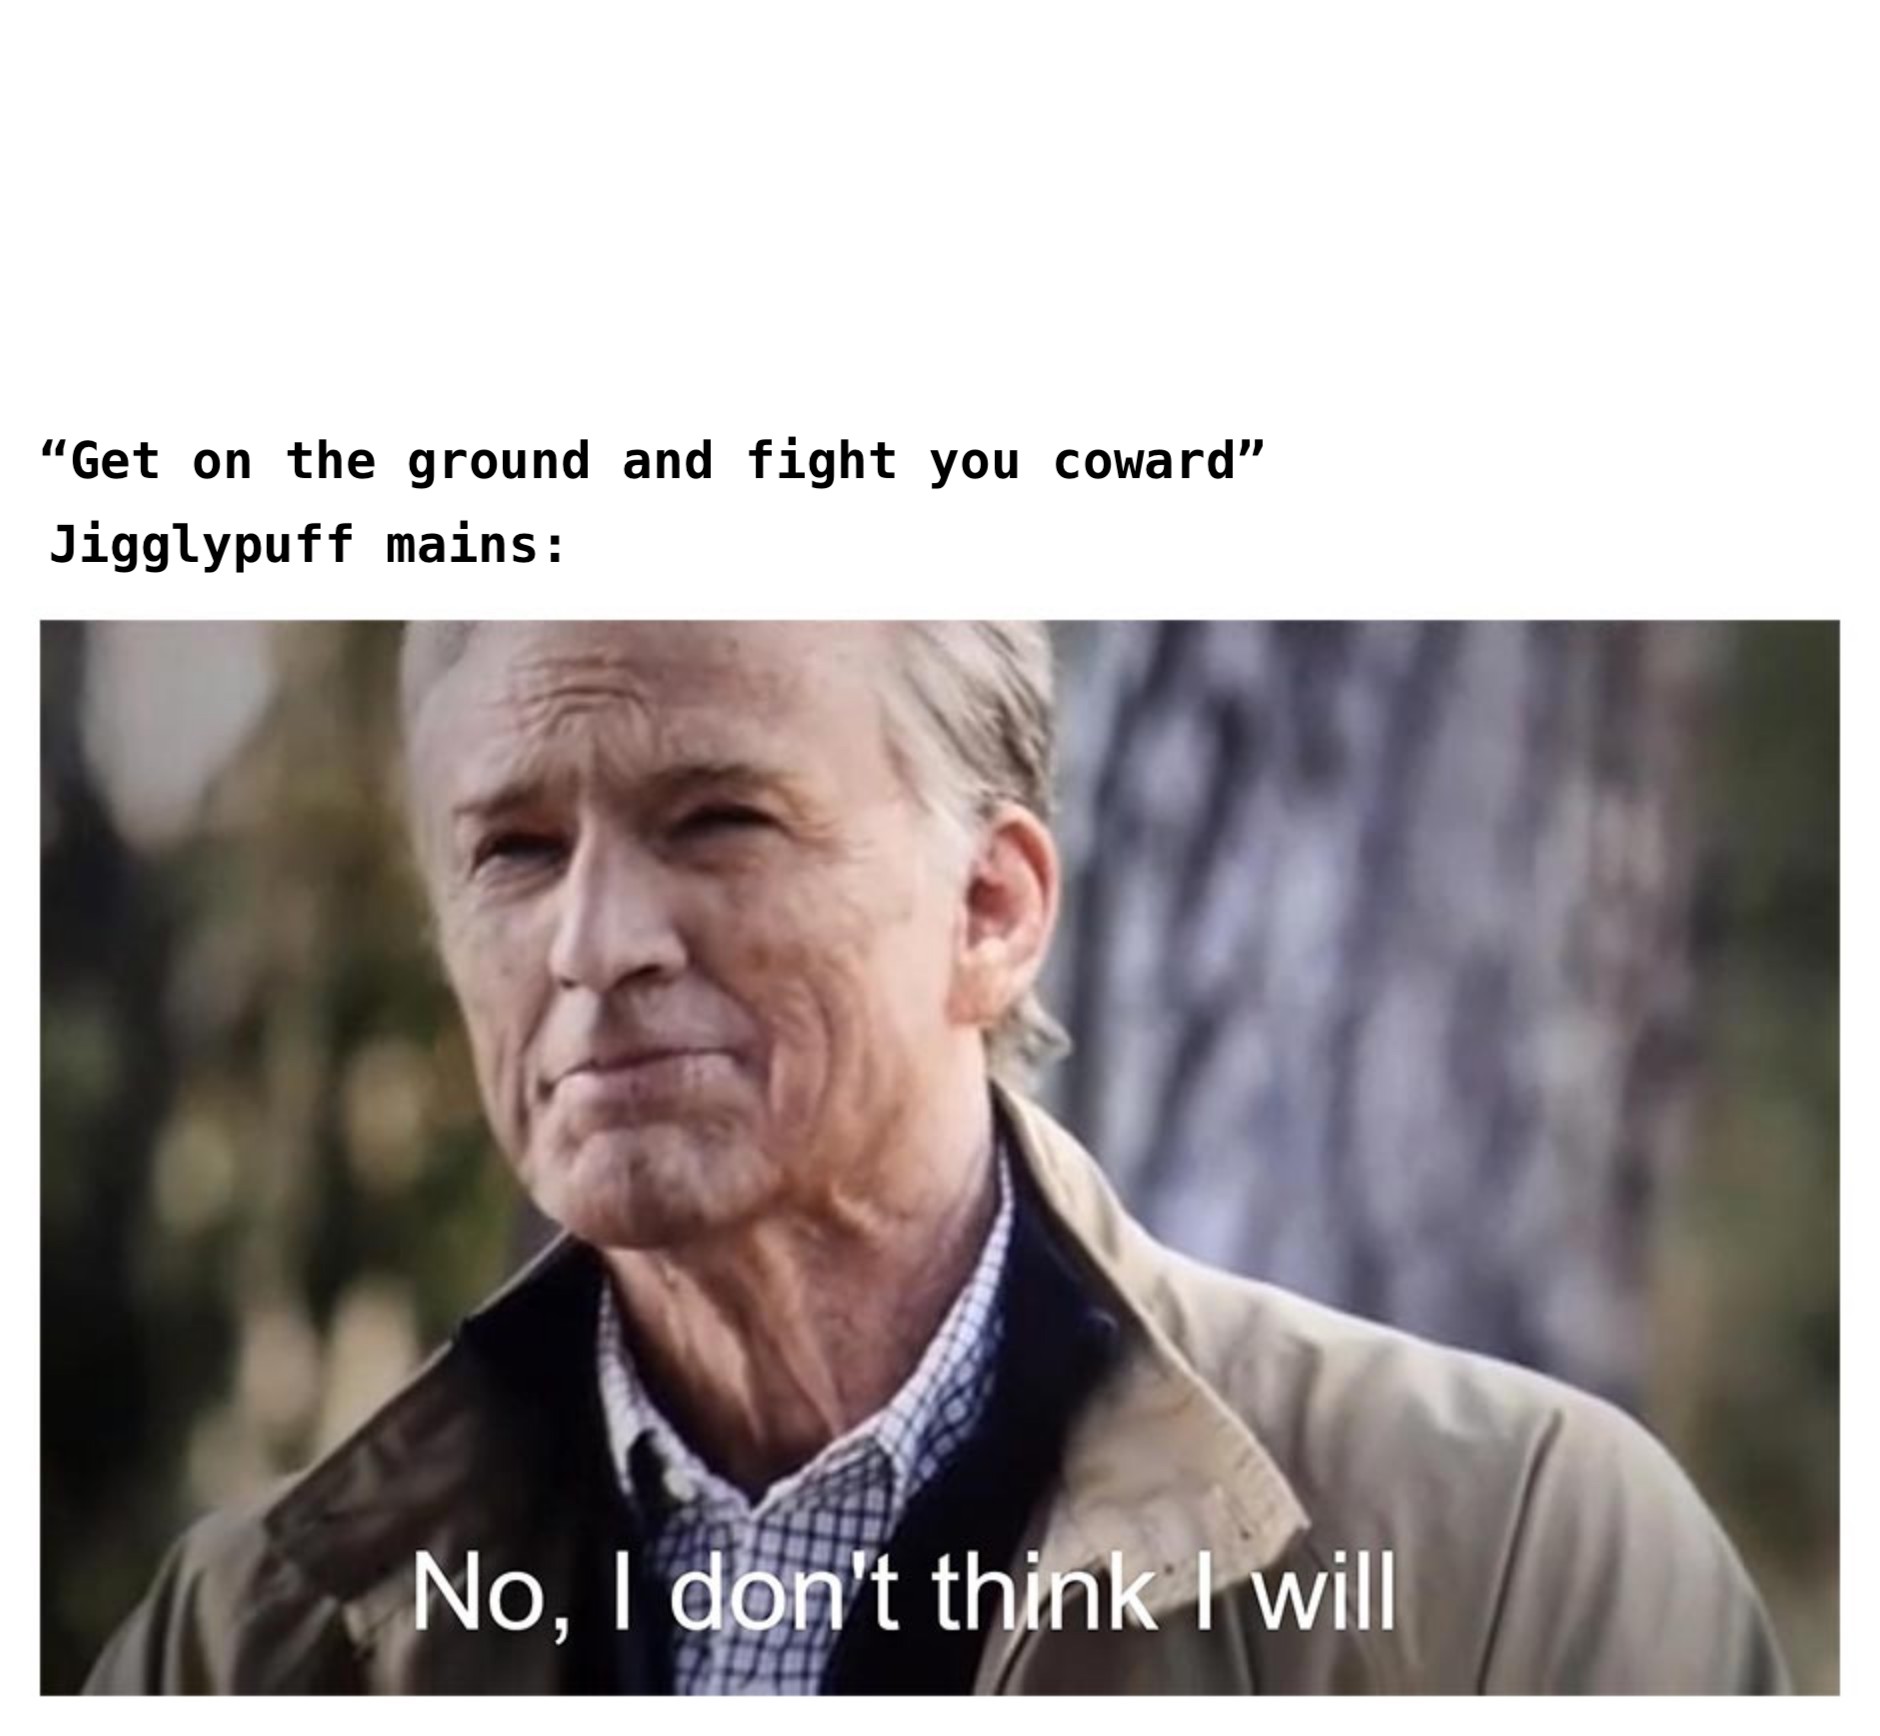 “Get on the ground and fight you coward”
Jigglypuff mains:
No, I don't think I will